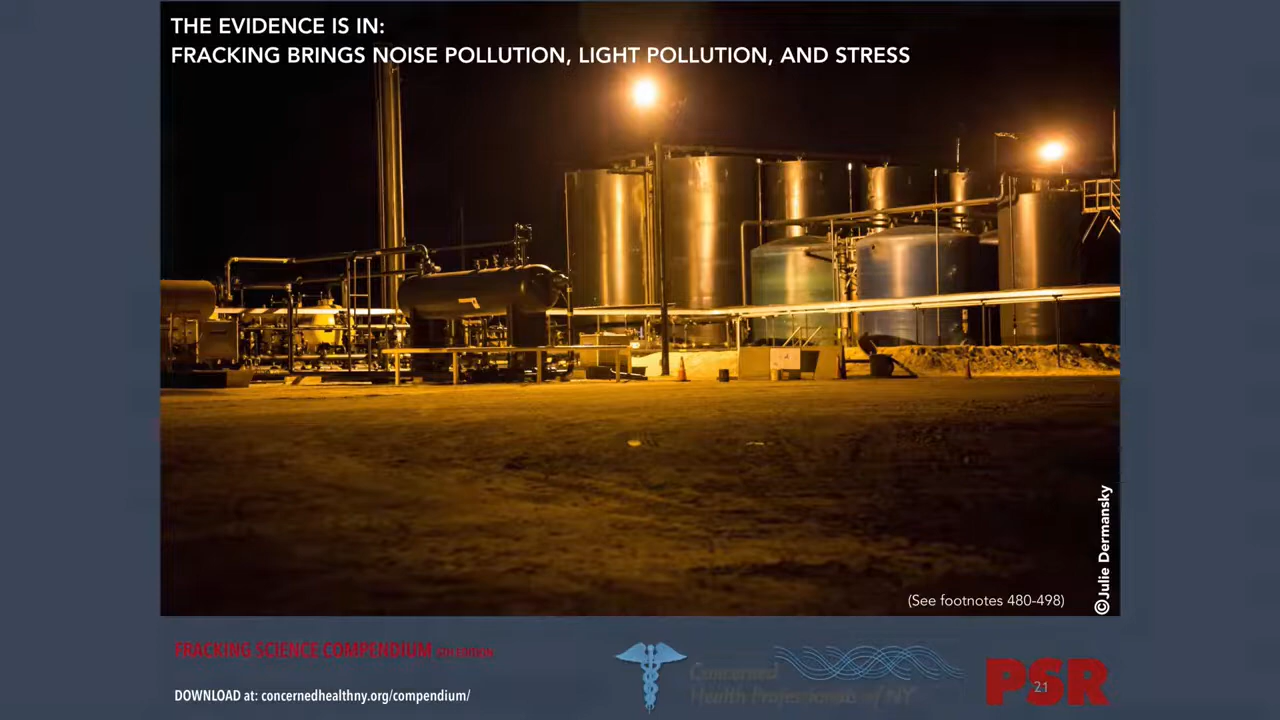 THE EVIDENCE IS IN:
FRACKING BRINGS NOISE POLLUTION, LIGHT POLLUTION, AND STRESS
©Julie Dermansky
(See footnotes 480-498)
FRACKING SCIENCE COMPENDIUM
DOWNLOAD at: concernedhealthny.org/compendium/
Concerned
Health Professionals of NY
PSR
21